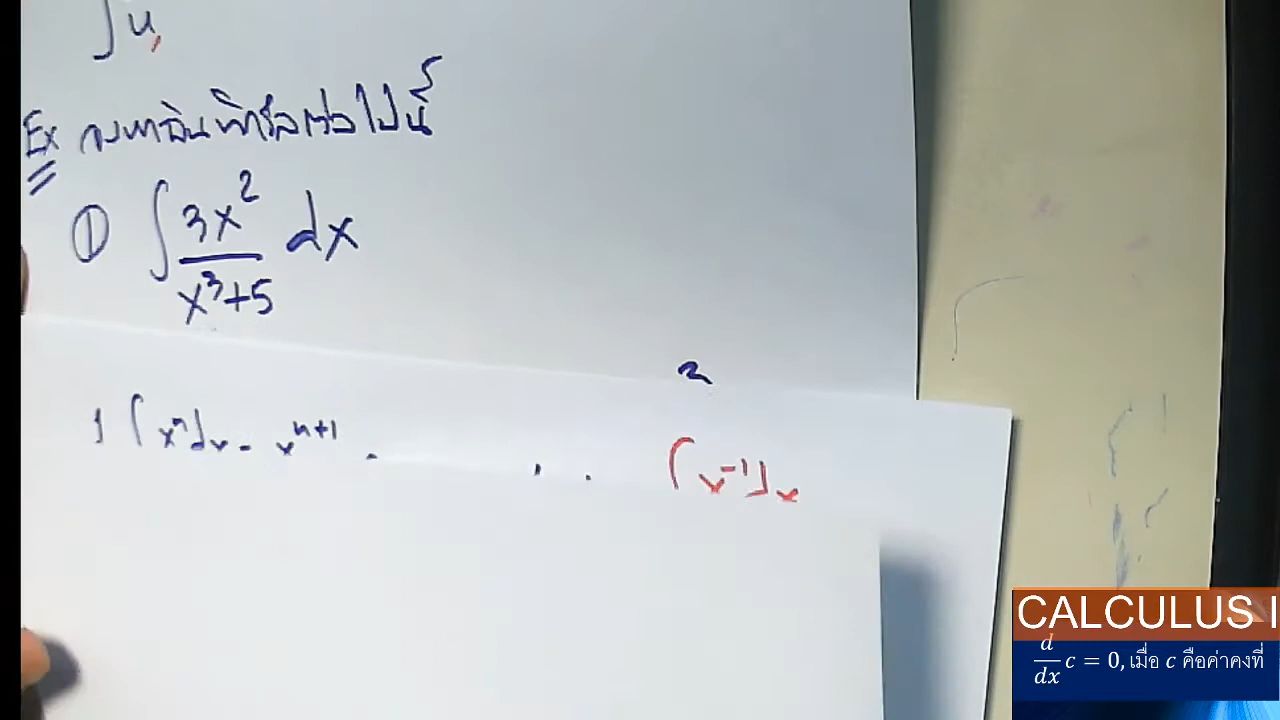 ∫u
Ex จงหาอินทิกรัลต่อไปนี้
① ∫ 3x²/(x³+5) dx
2
∫xⁿdx = xⁿ⁺¹
∫x⁻¹dx
CALCULUS I
d/dx c = 0, เมื่อ c คือค่าคงที่